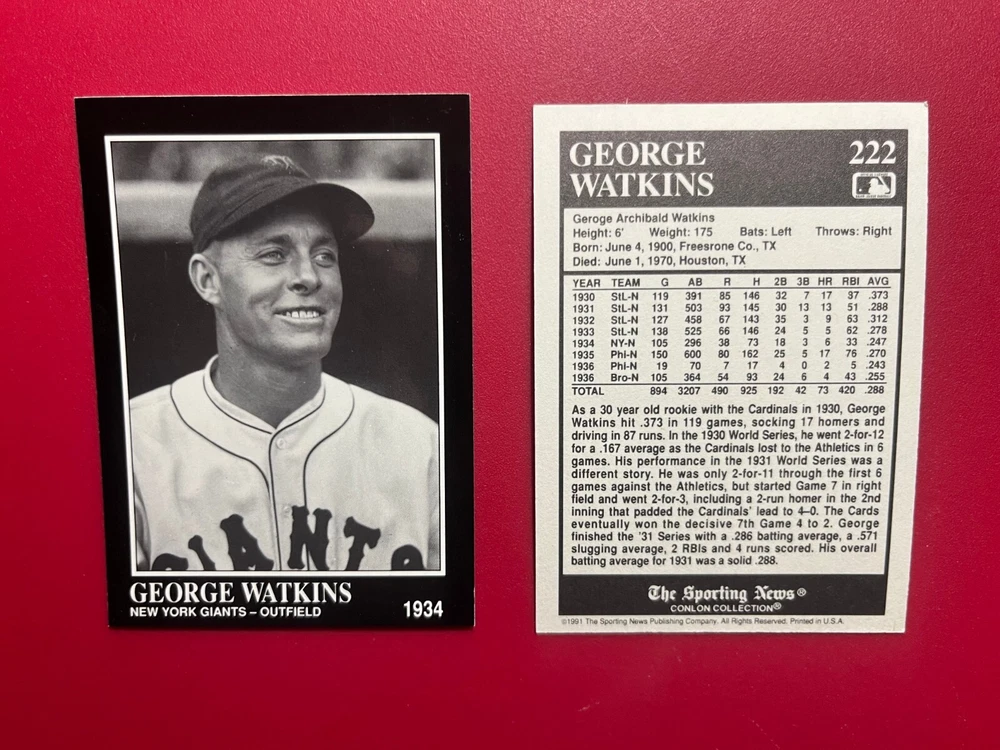 GIANTS
GEORGE WATKINS
NEW YORK GIANTS – OUTFIELD 1934
GEORGE 222
WATKINS
Geroge Archibald Watkins
Height: 6' Weight: 175 Bats: Left Throws: Right
Born: June 4, 1900, Freesrone Co., TX
Died: June 1, 1970, Houston, TX
YEAR TEAM G AB R H 2B 3B HR RBI AVG
1930 StL-N 119 391 85 146 32 7 17 87 .373
1931 StL-N 131 503 93 145 30 13 13 51 .288
1932 StL-N 127 458 67 143 35 3 9 63 .312
1933 StL-N 138 525 66 146 24 5 5 62 .278
1934 NY-N 105 296 38 73 18 3 6 33 .247
1935 Phi-N 150 600 80 162 25 5 17 76 .270
1936 Phi-N 19 70 7 17 4 0 2 5 .243
1936 Bro-N 105 364 54 93 24 6 4 43 .255
TOTAL 894 3207 490 925 192 42 73 420 .288
As a 30 year old rookie with the Cardinals in 1930, George
Watkins hit .373 in 119 games, socking 17 homers and
driving in 87 runs. In the 1930 World Series, he went 2-for-12
for a .167 average as the Cardinals lost to the Athletics in 6
games. His performance in the 1931 World Series was a
different story. He was only 2-for-11 through the first 6
games against the Athletics, but started Game 7 in right
field and went 2-for-3, including a 2-run homer in the 2nd
inning that padded the Cardinals' lead to 4–0. The Cards
eventually won the decisive 7th Game 4 to 2. George
finished the '31 Series with a .286 batting average, a .571
slugging average, 2 RBIs and 4 runs scored. His overall
batting average for 1931 was a solid .288.
The Sporting News®
CONLON COLLECTION®
©1991 The Sporting News Publishing Company. All Rights Reserved. Printed in U.S.A.